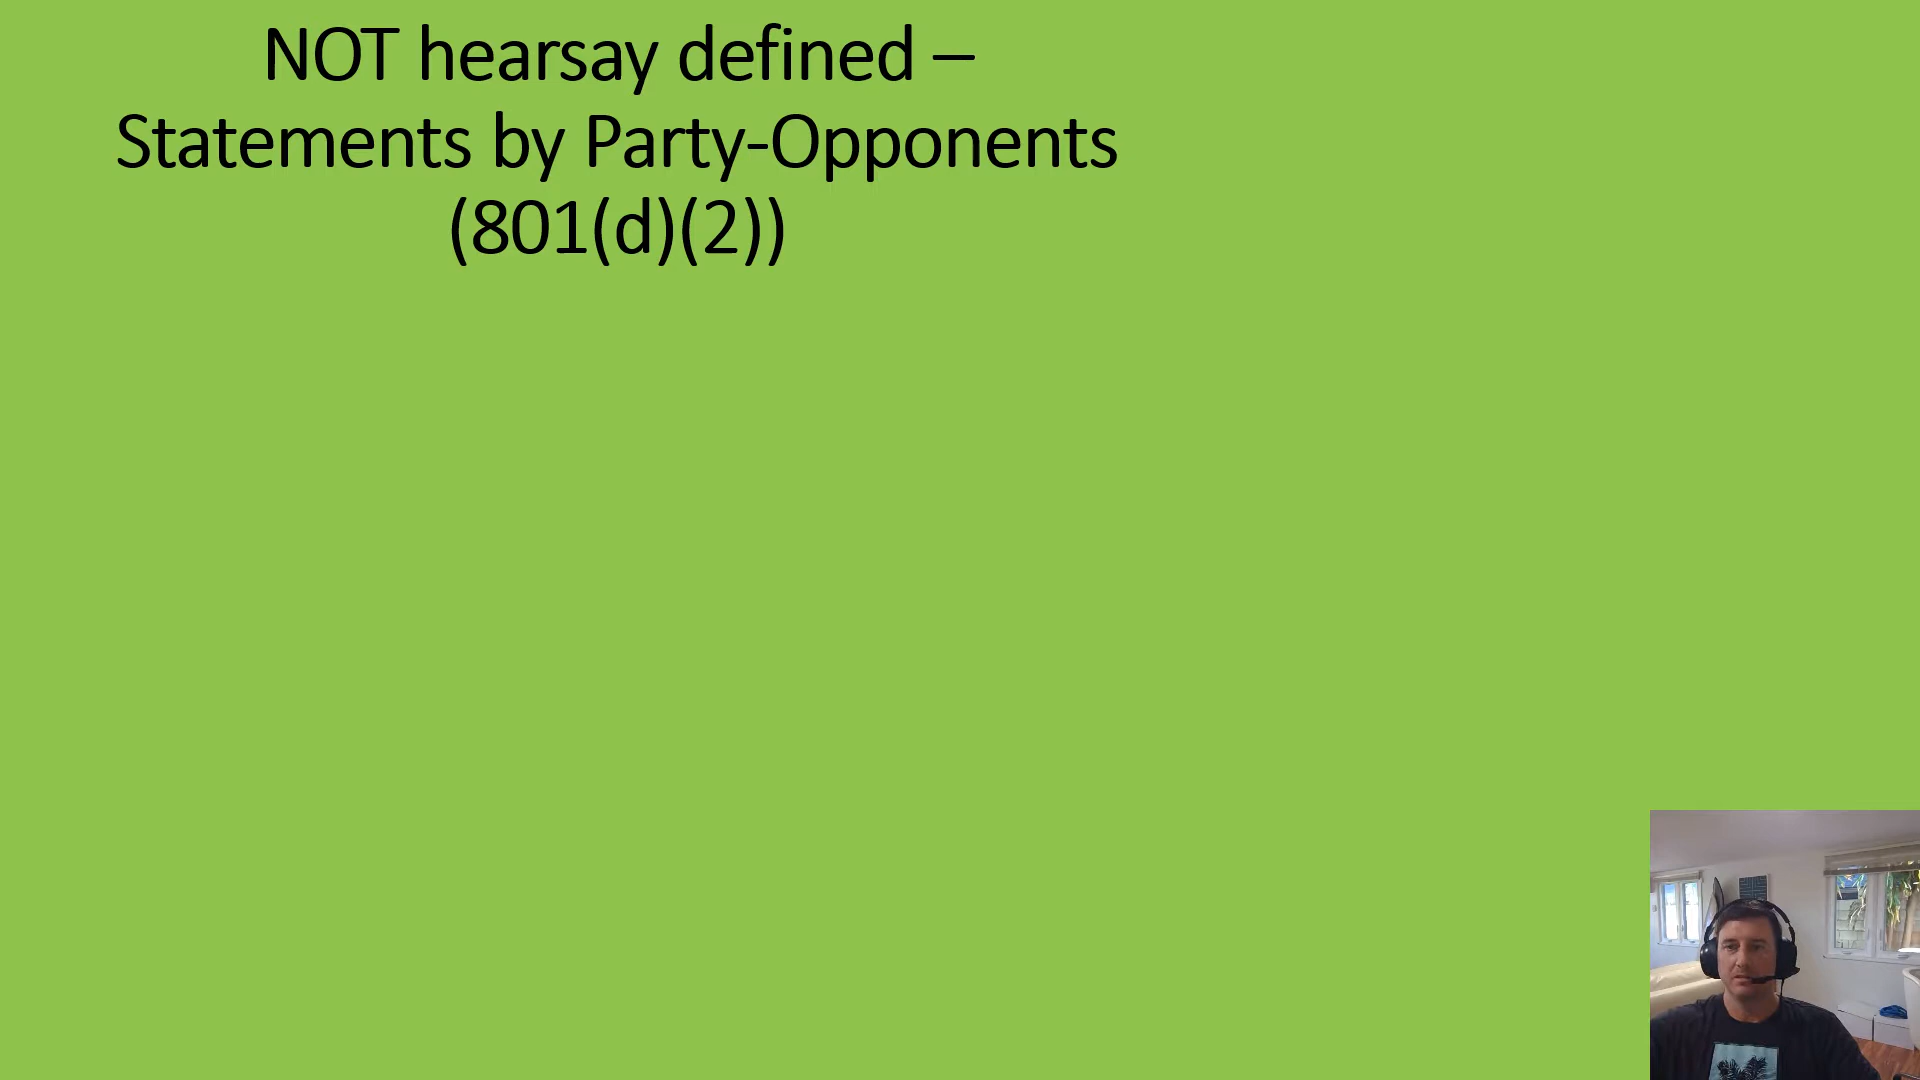 NOT hearsay defined –
Statements by Party-Opponents
(801(d)(2))